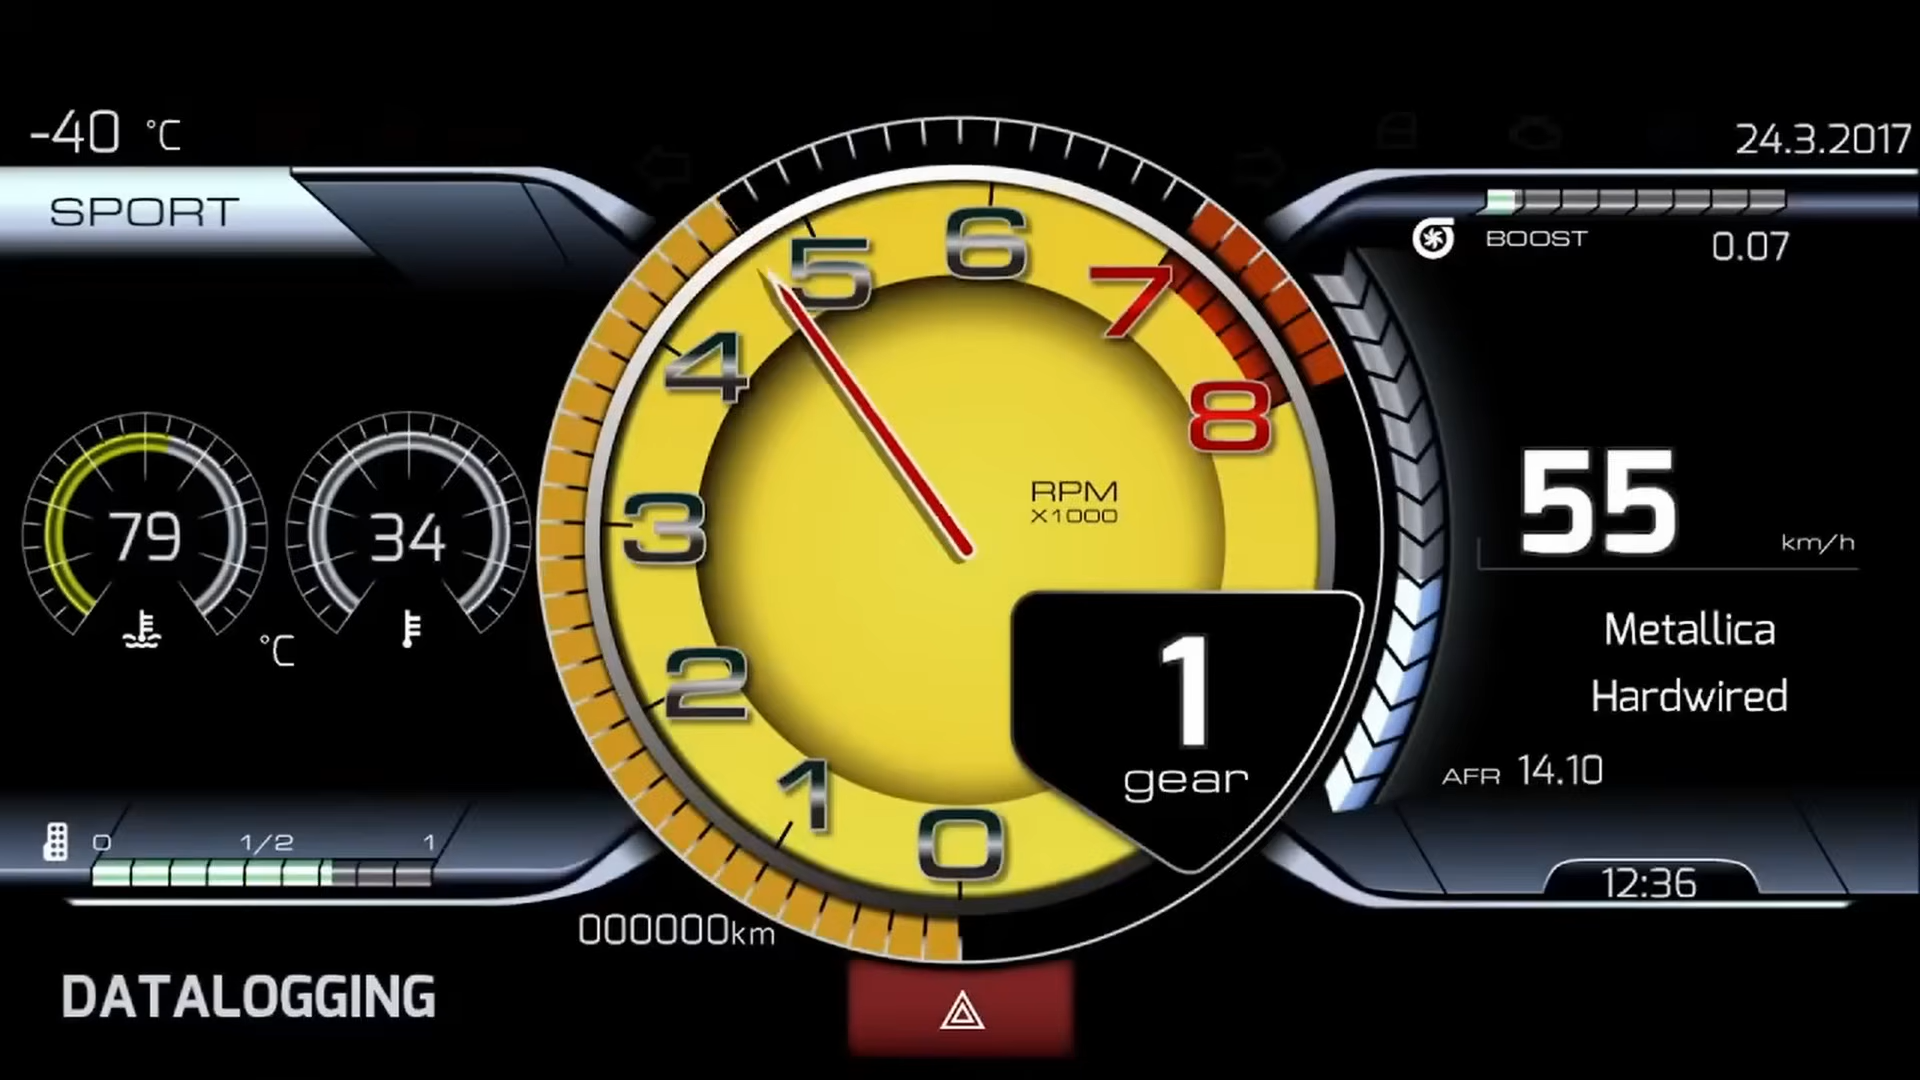 -40 °C
24.3.2017
SPORT
BOOST
0.07
6
5
7
4
8
3
RPM
X1000
55
km/h
79
34
°C
Metallica
Hardwired
1
gear
2
1
AFR 14.10
0
0 1/2 1
12:36
000000km
DATALOGGING